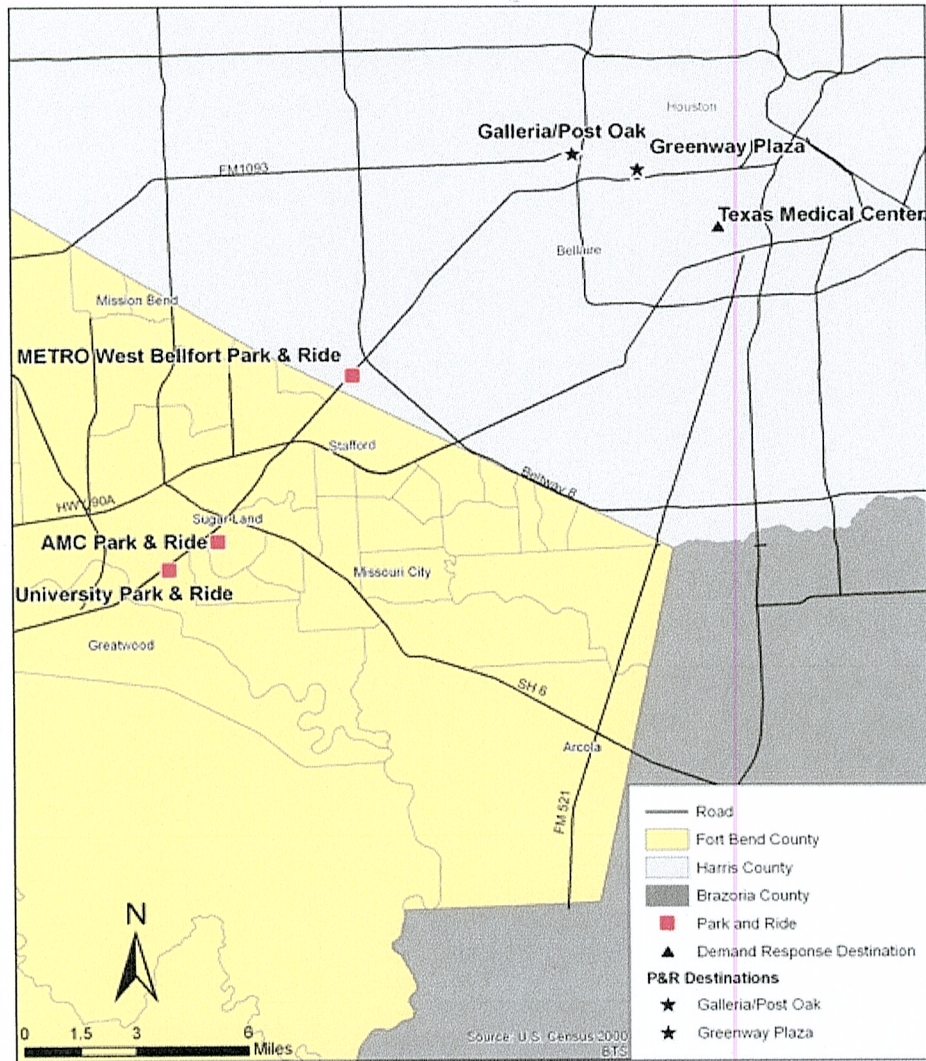 Houston
Galleria/Post Oak
Greenway Plaza
FM1093
Texas Medical Center
Bellaire
Mission Bend
METRO West Bellfort Park & Ride
Stafford
Beltway 8
HWY 90A
Sugar Land
AMC Park & Ride
Missouri City
University Park & Ride
Greatwood
SH 6
Arcola
FM 521
Road
Fort Bend County
Harris County
Brazoria County
Park and Ride
Demand Response Destination
P&R Destinations
Galleria/Post Oak
Greenway Plaza
N
0 1.5 3 6
Miles
Source: U.S. Census 2000
BTS